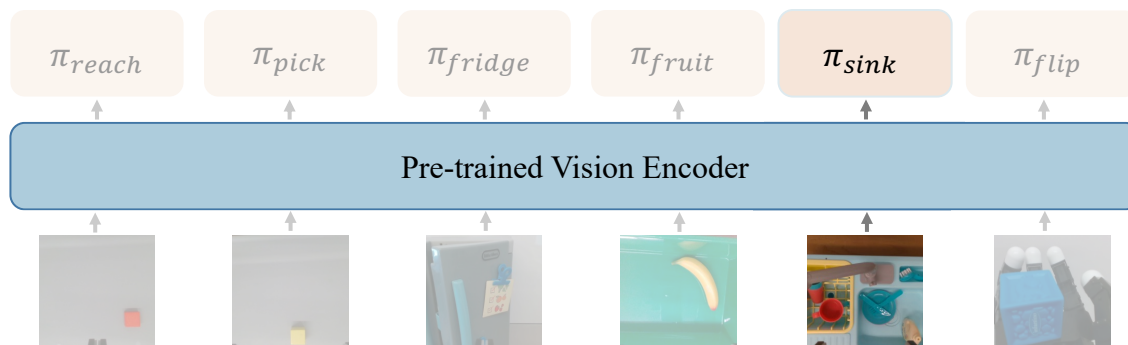 π_reach π_pick π_fridge π_fruit π_sink π_flip
Pre-trained Vision Encoder